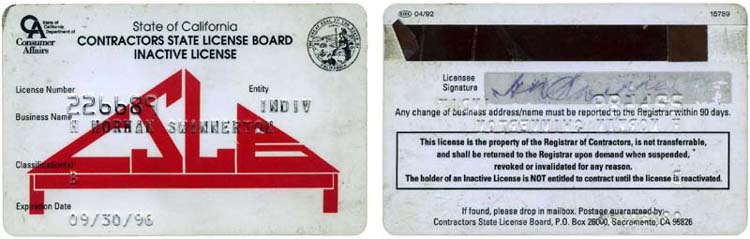 CA
State of
California
Department of
Consumer
Affairs
State of California
CONTRACTORS STATE LICENSE BOARD
INACTIVE LICENSE
License Number
Entity
226689
INDIV
Business Name
H NORMAN SWINNERTON
CSLB
Classification(s)
B
Expiration Date
09/30/96
04/92
15789
Licensee
Signature
Any change of business address/name must be reported to the Registrar within 90 days.
This license is the property of the Registrar of Contractors, is not transferrable,
and shall be returned to the Registrar upon demand when suspended,
revoked or invalidated for any reason.
The holder of an Inactive License is NOT entitled to contract until the license is reactivated.
If found, please drop in mailbox. Postage guaranteed by:
Contractors State License Board, P.O. Box 26000, Sacramento, CA 95826